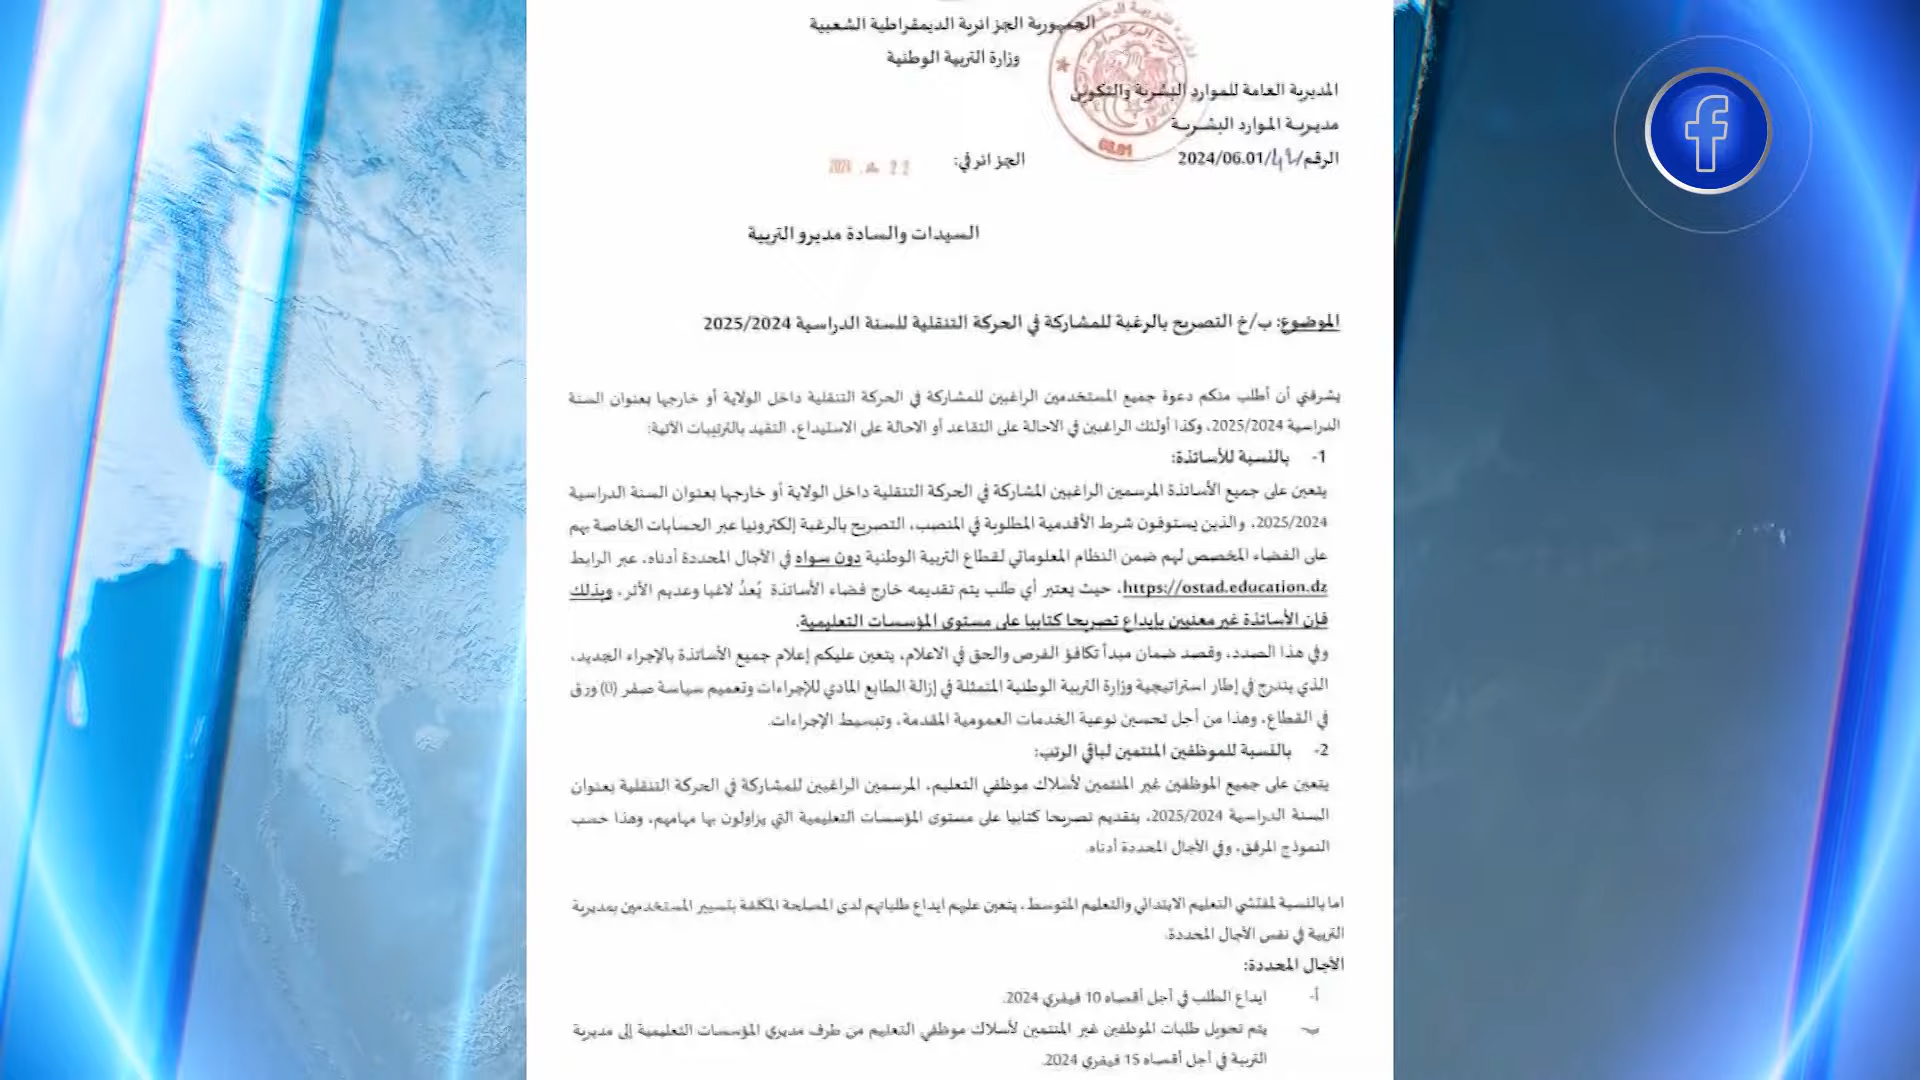 الجمهورية الجزائرية الديمقراطية الشعبية
وزارة التربية الوطنية
المديرية العامة للموارد البشرية والتكوين
مديرية الموارد البشرية
الرقم/42/2024/06.01
الجزائر في: 22 2024
السيدات والسادة مديرو التربية
الموضوع: ب/خ التصريح بالرغبة للمشاركة في الحركة التنقلية للسنة الدراسية 2025/2024
يشرفني أن أطلب منكم دعوة جميع المستخدمين الراغبين للمشاركة في الحركة التنقلية داخل الولاية أو خارجها بعنوان السنة
الدراسية 2025/2024، وكذا أولئك الراغبين في الاحالة على التقاعد أو الاحالة على الاستيداع، التقيد بالترتيبات الآتية:
1- بالنسبة للأساتذة:
يتعين على جميع الأساتذة المرسمين الراغبين المشاركة في الحركة التنقلية داخل الولاية أو خارجها بعنوان السنة الدراسية
2025/2024، والذين يستوفون شرط الأقدمية المطلوبة في المنصب، التصريح بالرغبة إلكترونيا عبر الحسابات الخاصة بهم
على الفضاء المخصص لهم ضمن النظام المعلوماتي لقطاع التربية الوطنية دون سواه في الآجال المحددة أدناه، عبر الرابط
https://ostad.education.dz، حيث يعتبر أي طلب يتم تقديمه خارج فضاء الأساتذة يُعدُ لاغيا وعديم الأثر، وبذلك
فإن الأساتذة غير معنيين بإيداع تصريحا كتابيا على مستوى المؤسسات التعليمية.
وفي هذا الصدد، وقصد ضمان مبدأ تكافؤ الفرص والحق في الاعلام، يتعين عليكم إعلام جميع الأساتذة بالإجراء الجديد،
الذي يندرج في إطار استراتيجية وزارة التربية الوطنية المتمثلة في إزالة الطابع المادي للإجراءات وتعميم سياسة صفر (0) ورق
في القطاع، وهذا من أجل تحسين نوعية الخدمات العمومية المقدمة، وتبسيط الإجراءات.
2- بالنسبة للموظفين المنتمين لباقي الرتب:
يتعين على جميع الموظفين غير المنتمين لأسلاك موظفي التعليم، المرسمين الراغبين للمشاركة في الحركة التنقلية بعنوان
السنة الدراسية 2025/2024، بتقديم تصريحا كتابيا على مستوى المؤسسات التعليمية التي يزاولون بها مهامهم، وهذا حسب
النموذج المرفق، وفي الآجال المحددة أدناه.
اما بالنسبة لمفتشي التعليم الابتدائي والتعليم المتوسط، يتعين عليهم ايداع طلباتهم لدى المصلحة المكلفة بتسيير المستخدمين بمديرية
التربية في نفس الآجال المحددة.
الآجال المحددة:
أ- ايداع الطلب في أجل أقصاه 10 فيفري 2024.
ب- يتم تحويل طلبات الموظفين غير المنتمين لأسلاك موظفي التعليم من طرف مديري المؤسسات التعليمية إلى مديرية
التربية في أجل أقصاه 15 فيفري 2024.